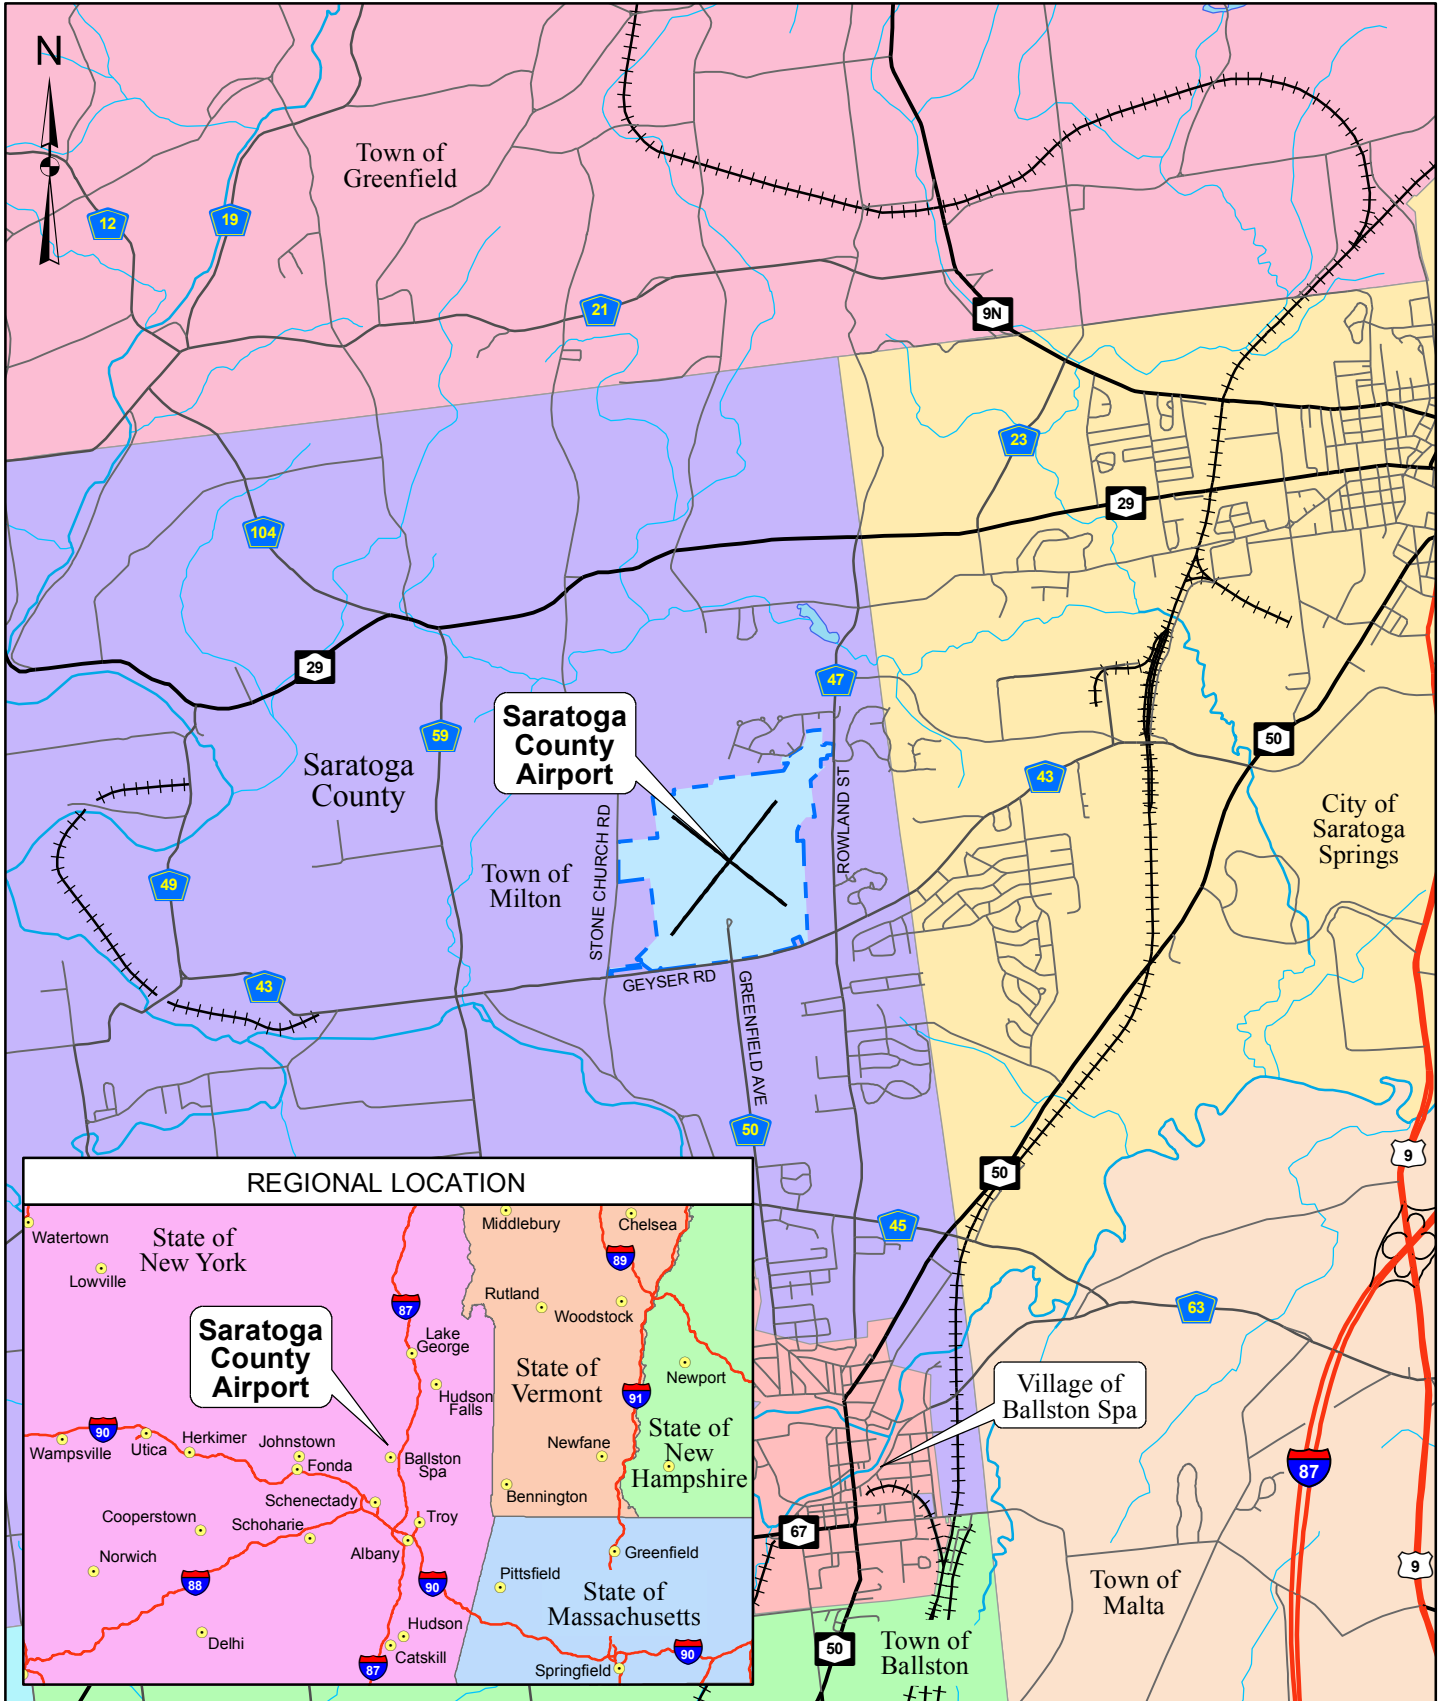 N
Town of
Greenfield
12
19
21
9N
23
29
104
29
47
59
Saratoga
County
Airport
Saratoga
County
50
43
ROWLAND ST
City of
Saratoga
Springs
STONE CHURCH RD
Town of
Milton
49
43
GEYSER RD
GREENFIELD AVE
50
9
50
45
63
Village of
Ballston Spa
87
67
9
Town of
Malta
50
Town of
Ballston
REGIONAL LOCATION
Watertown
State of
New York
Lowville
Middlebury
Chelsea
89
Rutland
Woodstock
87
Saratoga
County
Airport
Lake
George
State of
Vermont
Newport
Hudson
Falls
91
90
Wampsville
Utica
Herkimer
Johnstown
Fonda
Ballston
Spa
Newfane
State of
New
Hampshire
Bennington
Schenectady
Cooperstown
Schoharie
Troy
Albany
Norwich
88
90
Greenfield
Pittsfield
State of
Massachusetts
Delhi
Hudson
Catskill
87
Springfield
90